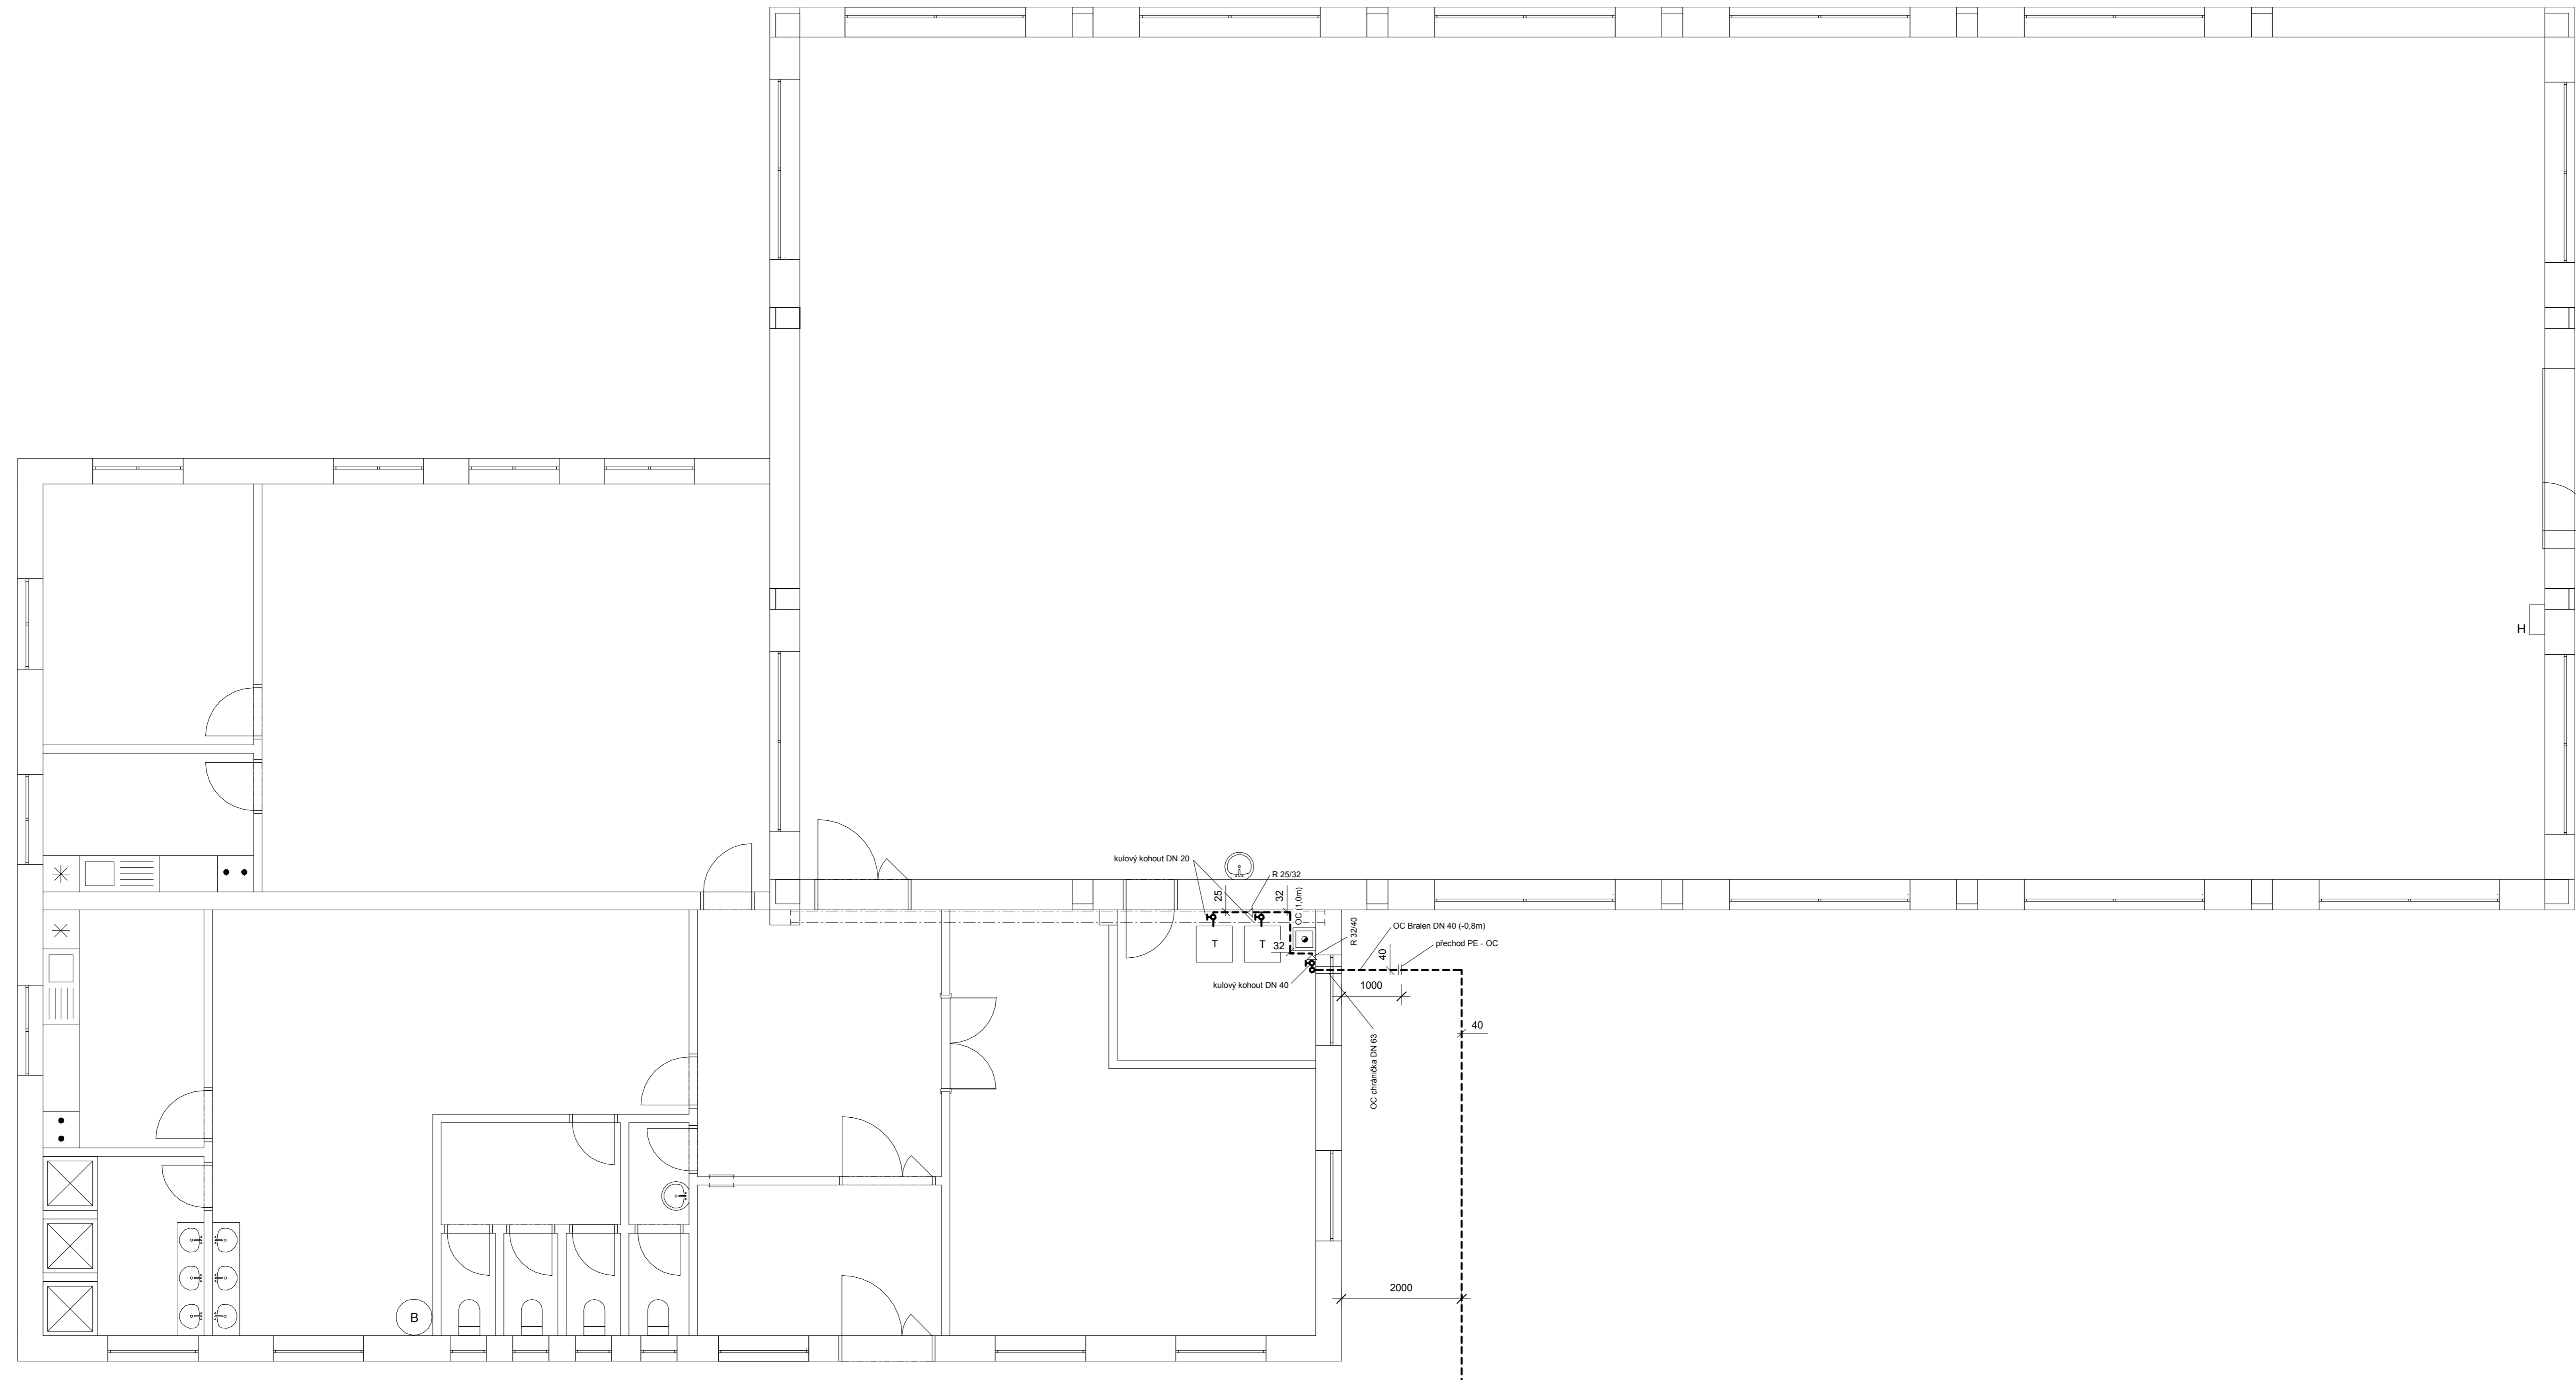 H
kulový kohout DN 20
R 25/32
25
32
OC (1,0m)
R 32/40
OC Bralen DN 40 (-0,8m)
přechod PE - OC
T
T
32
40
kulový kohout DN 40
1000
40
OC chránička DN 63
2000
B